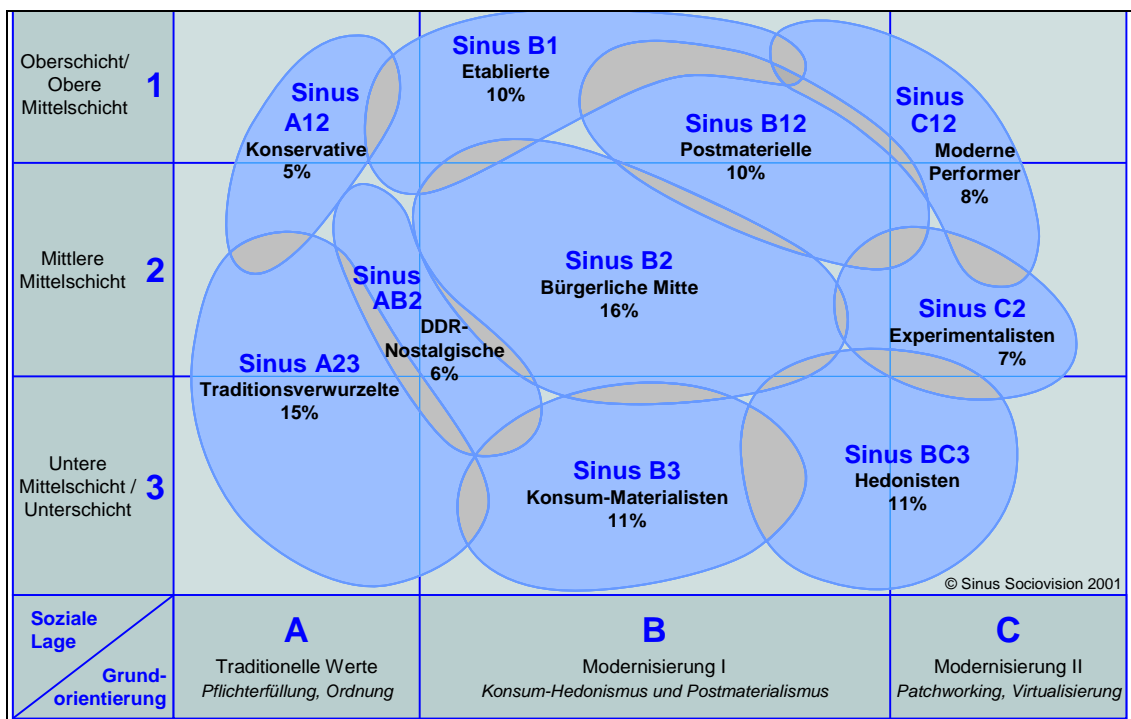 Oberschicht/
Obere
Mittelschicht
1
Sinus B1
Etablierte
10%
Sinus
A12
Konservative
5%
Sinus B12
Postmaterielle
10%
Sinus
C12
Moderne
Performer
8%
Mittlere
Mittelschicht
2
Sinus
AB2
DDR-
Nostalgische
6%
Sinus B2
Bürgerliche Mitte
16%
Sinus C2
Experimentalisten
7%
Sinus A23
Traditionsverwurzelte
15%
Untere
Mittelschicht /
Unterschicht
3
Sinus B3
Konsum-Materialisten
11%
Sinus BC3
Hedonisten
11%
© Sinus Sociovision 2001
Soziale
Lage
Grund-
orientierung
A
Traditionelle Werte
Pflichterfüllung, Ordnung
B
Modernisierung I
Konsum-Hedonismus und Postmaterialismus
C
Modernisierung II
Patchworking, Virtualisierung